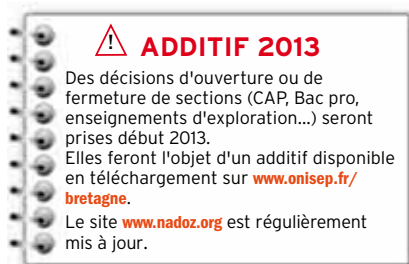 ADDITIF 2013
Des décisions d'ouverture ou de
fermeture de sections (CAP, Bac pro,
enseignements d'exploration...) seront
prises début 2013.
Elles feront l'objet d'un additif disponible
en téléchargement sur www.onisep.fr/
bretagne.
Le site www.nadoz.org est régulièrement
mis à jour.